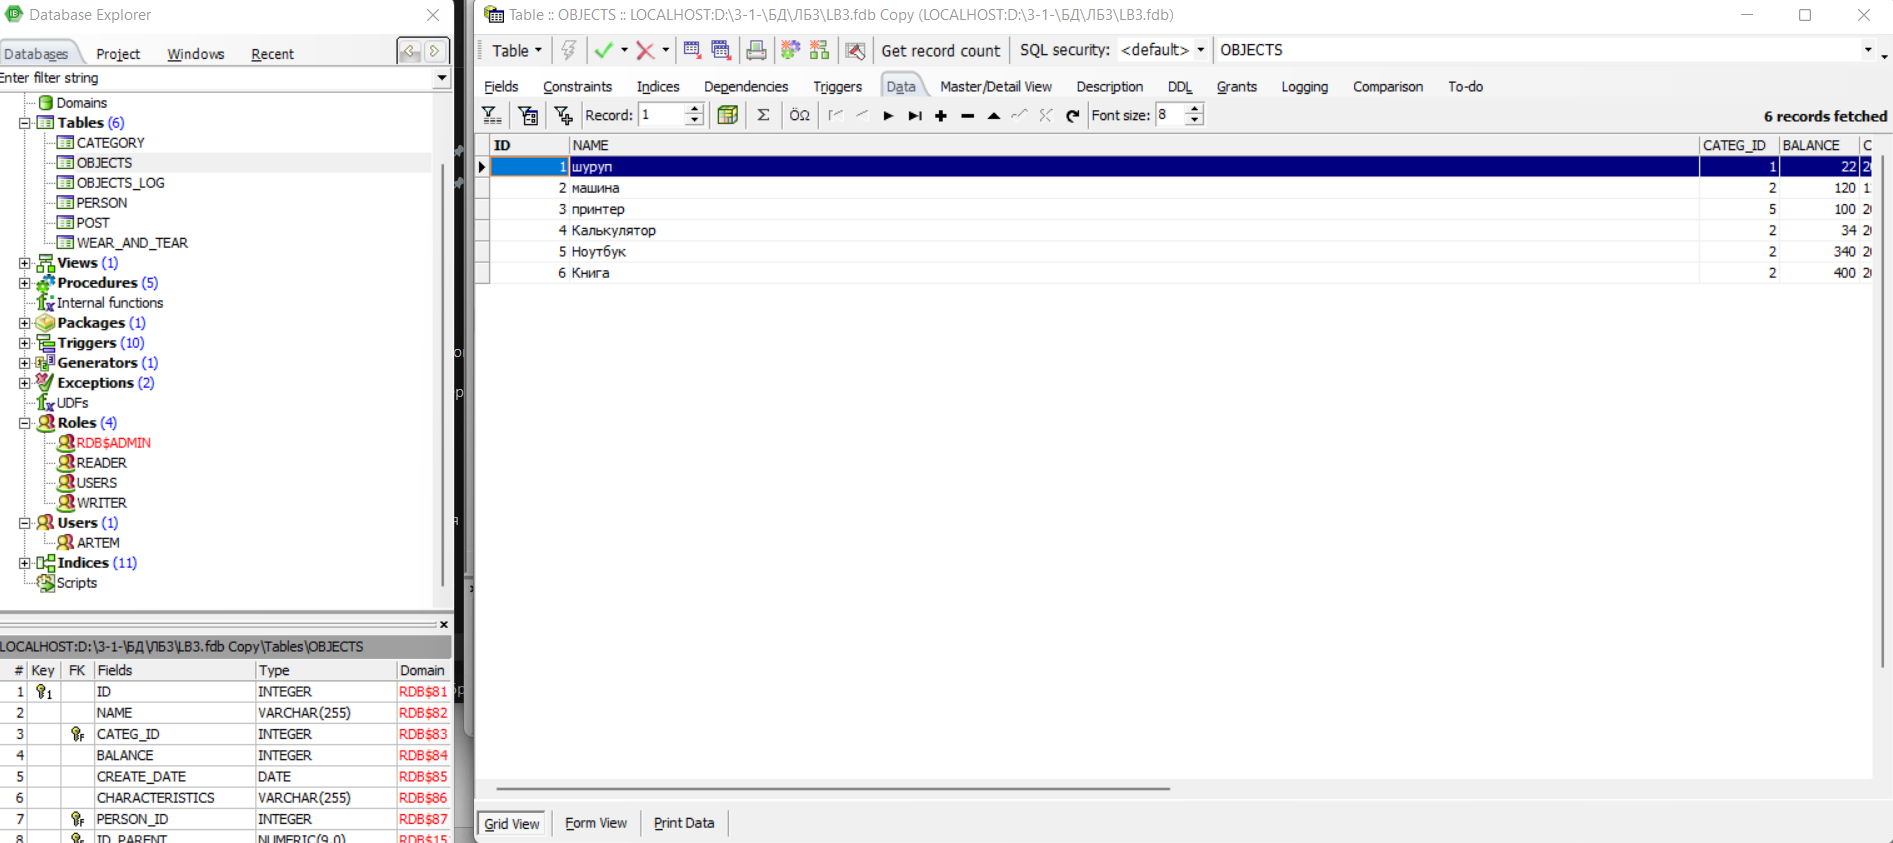 Database Explorer
Databases Project Windows Recent
Enter filter string
Domains
Tables (6)
CATEGORY
OBJECTS
OBJECTS_LOG
PERSON
POST
WEAR_AND_TEAR
Views (1)
Procedures (5)
Internal functions
Packages (1)
Triggers (10)
Generators (1)
Exceptions (2)
UDFs
Roles (4)
RDB$ADMIN
READER
USERS
WRITER
Users (1)
ARTEM
Indices (11)
Scripts
LOCALHOST:D:\3-1-\БД\ЛБ3\LB3.fdb Copy\Tables\OBJECTS
# Key FK Fields Type Domain
1 1 ID INTEGER RDB$81
2 NAME VARCHAR(255) RDB$82
3 F CATEG_ID INTEGER RDB$83
4 BALANCE INTEGER RDB$84
5 CREATE_DATE DATE RDB$85
6 CHARACTERISTICS VARCHAR(255) RDB$86
7 F PERSON_ID INTEGER RDB$87
8 ID_PARENT NUMERIC(9,0) RDB$15
Table :: OBJECTS :: LOCALHOST:D:\3-1-\БД\ЛБ3\LB3.fdb Copy (LOCALHOST:D:\3-1-\БД\ЛБ3\LB3.fdb)
Table Get record count SQL security: <default> OBJECTS
Fields Constraints Indices Dependencies Triggers Data Master/Detail View Description DDL Grants Logging Comparison To-do
Record: 1 Σ ÖΩ Font size: 8 6 records fetched
ID NAME CATEG_ID BALANCE C
1 шуруп 1 22 2
2 машина 2 120 1
3 принтер 5 100 2
4 Калькулятор 2 34 2
5 Ноутбук 2 340 2
6 Книга 2 400 2
Grid View Form View Print Data